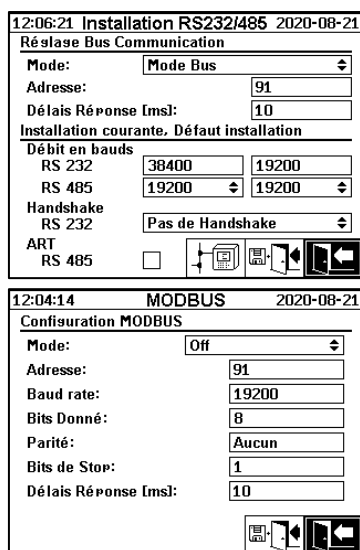 12:06:21 Installation RS232/485 2020-08-21
Réglage Bus Communication
Mode: Mode Bus
Adresse: 91
Délais Réponse [ms]: 10
Installation courante, Défaut installation
Débit en bauds
RS 232 38400 19200
RS 485 19200 19200
Handshake
RS 232 Pas de Handshake
ART
RS 485
12:04:14 MODBUS 2020-08-21
Configuration MODBUS
Mode: Off
Adresse: 91
Baud rate: 19200
Bits Donné: 8
Parité: Aucun
Bits de Stop: 1
Délais Réponse [ms]: 10